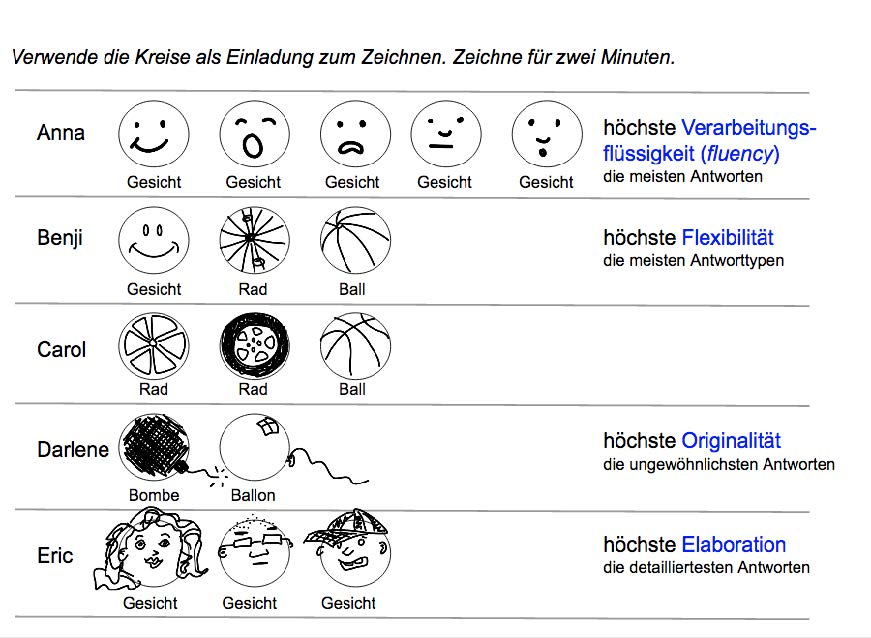 Verwende die Kreise als Einladung zum Zeichnen. Zeichne für zwei Minuten.
Anna
Gesicht Gesicht Gesicht Gesicht Gesicht
höchste Verarbeitungs-
flüssigkeit (fluency)
die meisten Antworten
Benji
Gesicht Rad Ball
höchste Flexibilität
die meisten Antworttypen
Carol
Rad Rad Ball
Darlene
Bombe Ballon
höchste Originalität
die ungewöhnlichsten Antworten
Eric
Gesicht Gesicht Gesicht
höchste Elaboration
die detailliertesten Antworten